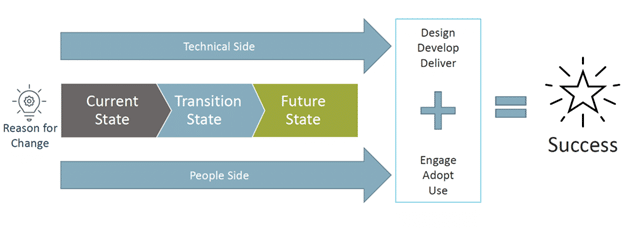 Technical Side
Design
Develop
Deliver
Reason for
Change
Current
State
Transition
State
Future
State
Engage
Adopt
Use
Success
People Side